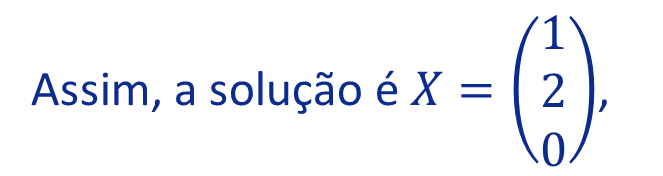 Assim, a solução é X = (1 2 0),